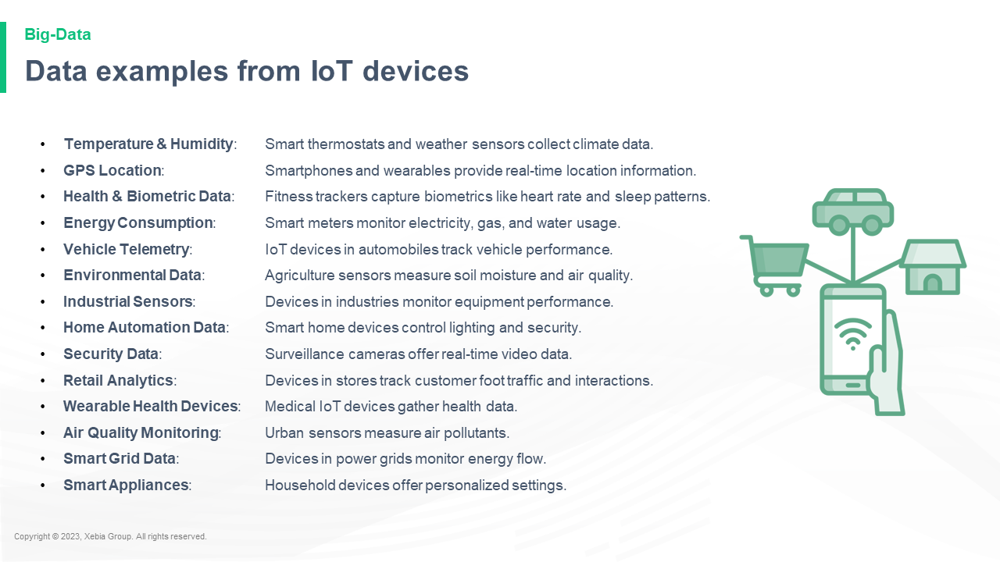 Big-Data
Data examples from IoT devices
• Temperature & Humidity: Smart thermostats and weather sensors collect climate data.
• GPS Location: Smartphones and wearables provide real-time location information.
• Health & Biometric Data: Fitness trackers capture biometrics like heart rate and sleep patterns.
• Energy Consumption: Smart meters monitor electricity, gas, and water usage.
• Vehicle Telemetry: IoT devices in automobiles track vehicle performance.
• Environmental Data: Agriculture sensors measure soil moisture and air quality.
• Industrial Sensors: Devices in industries monitor equipment performance.
• Home Automation Data: Smart home devices control lighting and security.
• Security Data: Surveillance cameras offer real-time video data.
• Retail Analytics: Devices in stores track customer foot traffic and interactions.
• Wearable Health Devices: Medical IoT devices gather health data.
• Air Quality Monitoring: Urban sensors measure air pollutants.
• Smart Grid Data: Devices in power grids monitor energy flow.
• Smart Appliances: Household devices offer personalized settings.
Copyright © 2023, Xebia Group. All rights reserved.